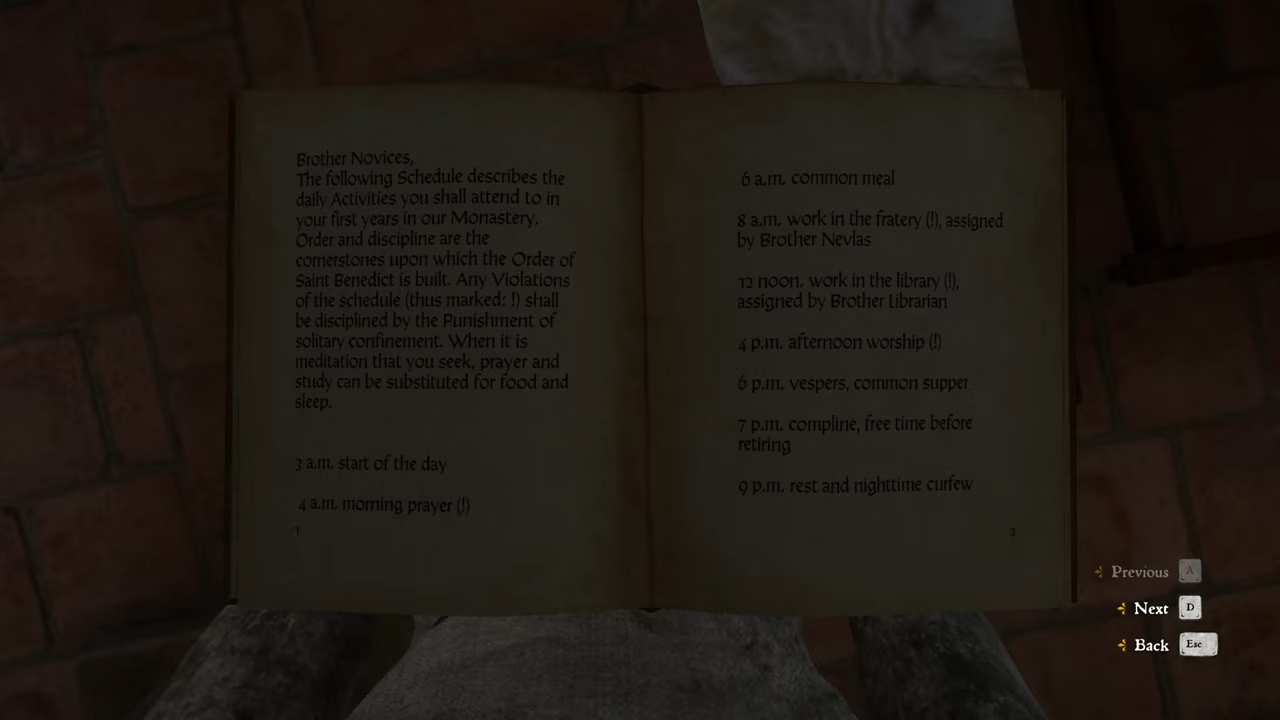 Brother Novices,
The following Schedule describes the
daily Activities you shall attend to in
your first years in our Monastery.
Order and discipline are the
cornerstones upon which the Order of
Saint Benedict is built. Any Violations
of the schedule (thus marked: !) shall
be disciplined by the Punishment of
solitary confinement. When it is
meditation that you seek, prayer and
study can be substituted for food and
sleep.
3 a.m. start of the day
4 a.m. morning prayer (!)
1
6 a.m. common meal
8 a.m. work in the fratery (!), assigned
by Brother Nevlas
12 noon. work in the library (!),
assigned by Brother Librarian
4 p.m. afternoon worship (!)
6 p.m. vespers, common supper
7 p.m. compline, free time before
retiring
9 p.m. rest and nighttime curfew
2
Previous A
Next D
Back Esc